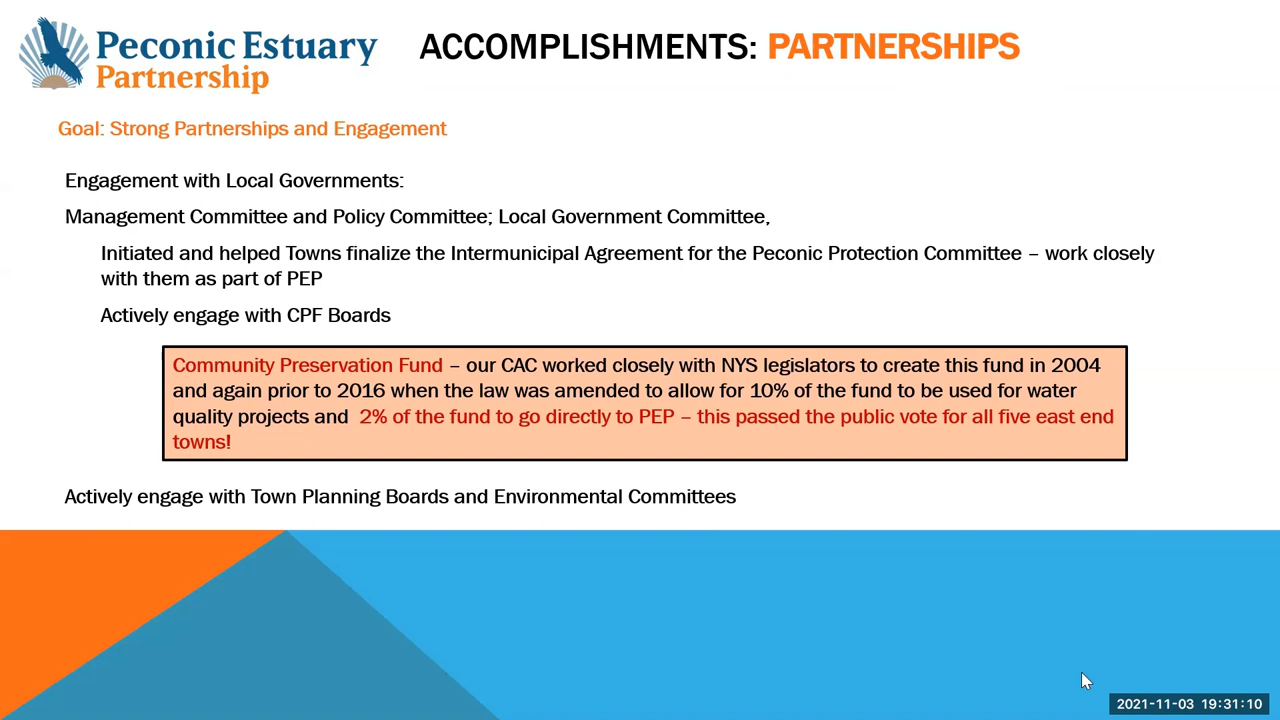 Peconic Estuary
Partnership
ACCOMPLISHMENTS: PARTNERSHIPS
Goal: Strong Partnerships and Engagement
Engagement with Local Governments:
Management Committee and Policy Committee; Local Government Committee,
Initiated and helped Towns finalize the Intermunicipal Agreement for the Peconic Protection Committee – work closely
with them as part of PEP
Actively engage with CPF Boards
Community Preservation Fund – our CAC worked closely with NYS legislators to create this fund in 2004
and again prior to 2016 when the law was amended to allow for 10% of the fund to be used for water
quality projects and 2% of the fund to go directly to PEP – this passed the public vote for all five east end
towns!
Actively engage with Town Planning Boards and Environmental Committees
2021-11-03 19:31:10